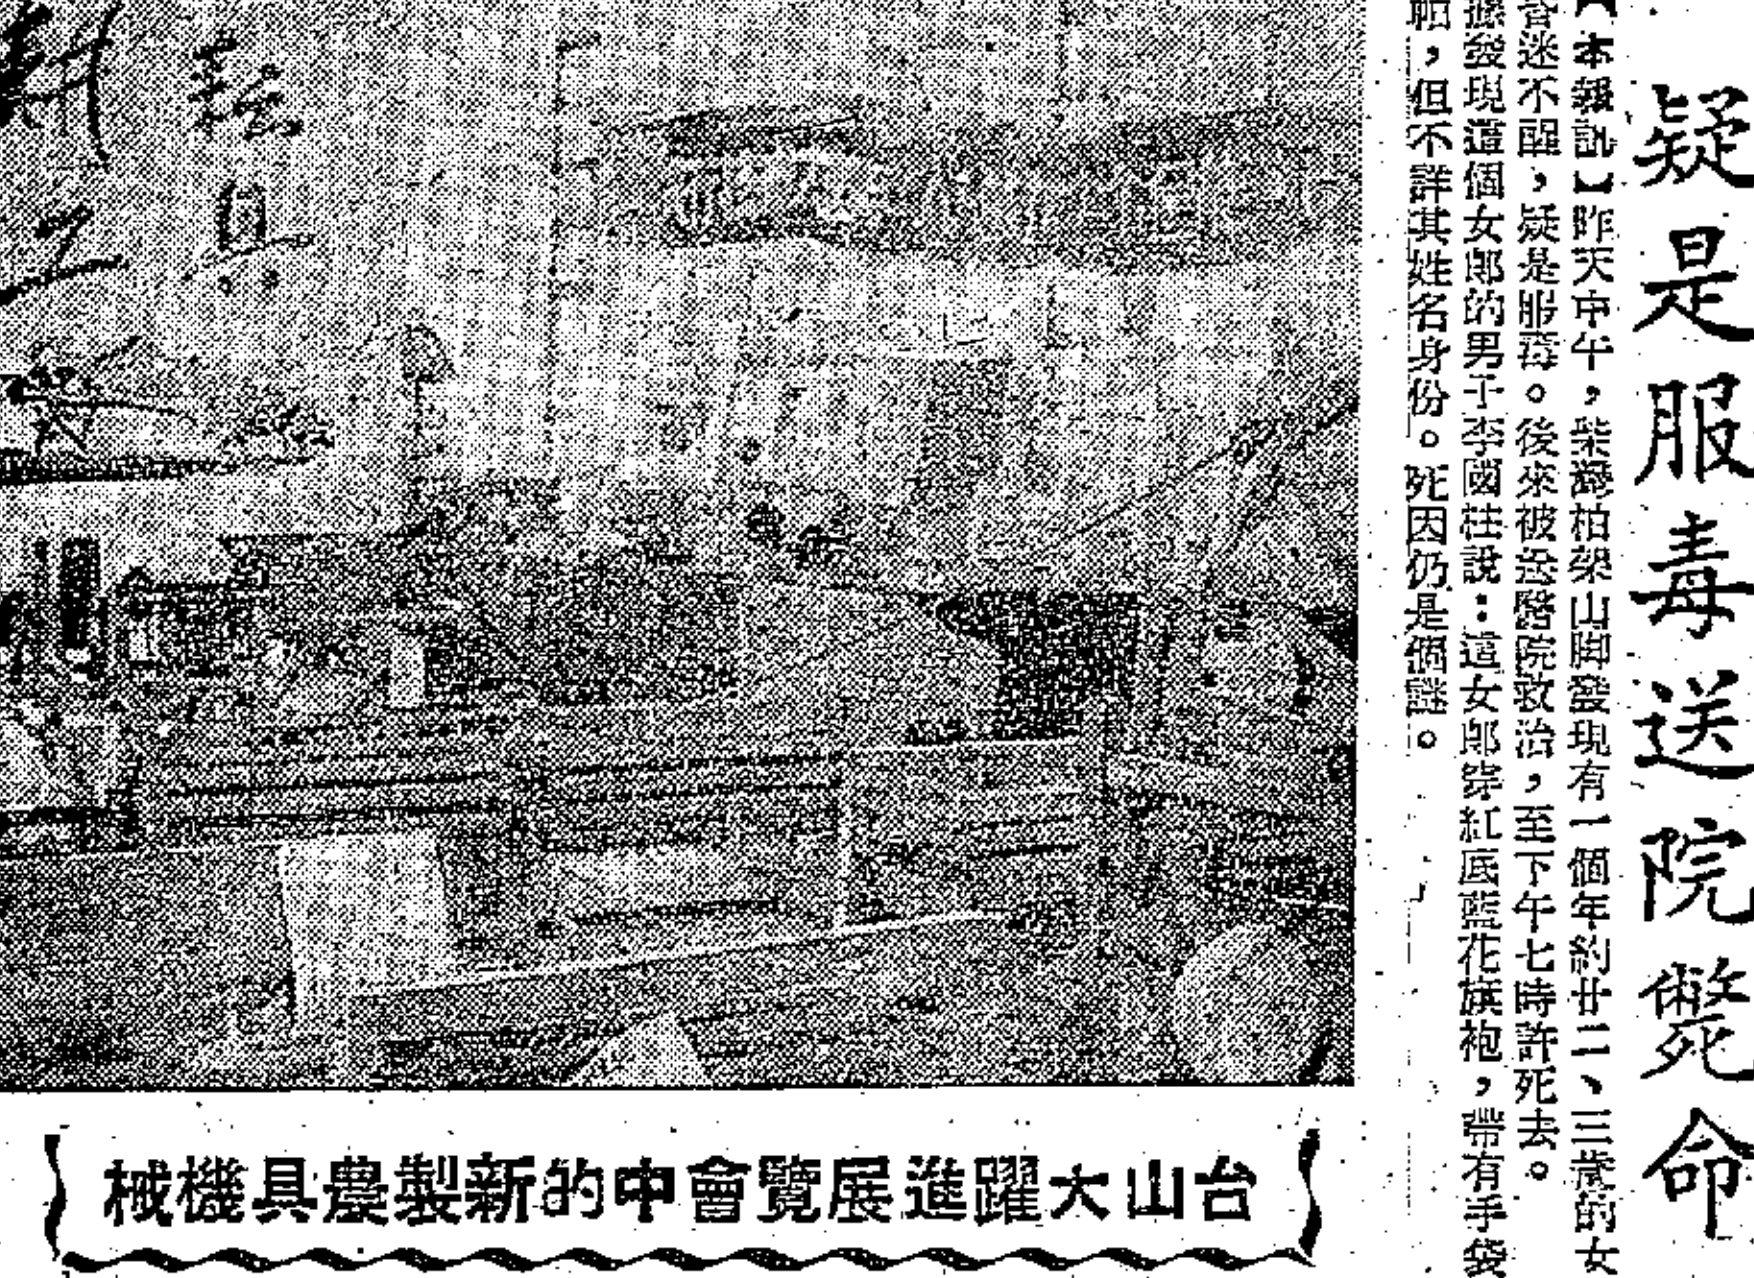 疑是服毒送院斃命
【本報訊】昨天中午，柴灣柏架山脚發現有一個年約廿二、三歲的女
昏迷不醒，疑是服毒。後來被送醫院救治，至下午七時許死去。
據發現這個女郎的男子李國柱說：這女郎穿紅底藍花旗袍，帶有手袋
，但不詳其姓名身份。死因仍是個謎。
耘具
台山大躍進展覽會中的新製農具機械